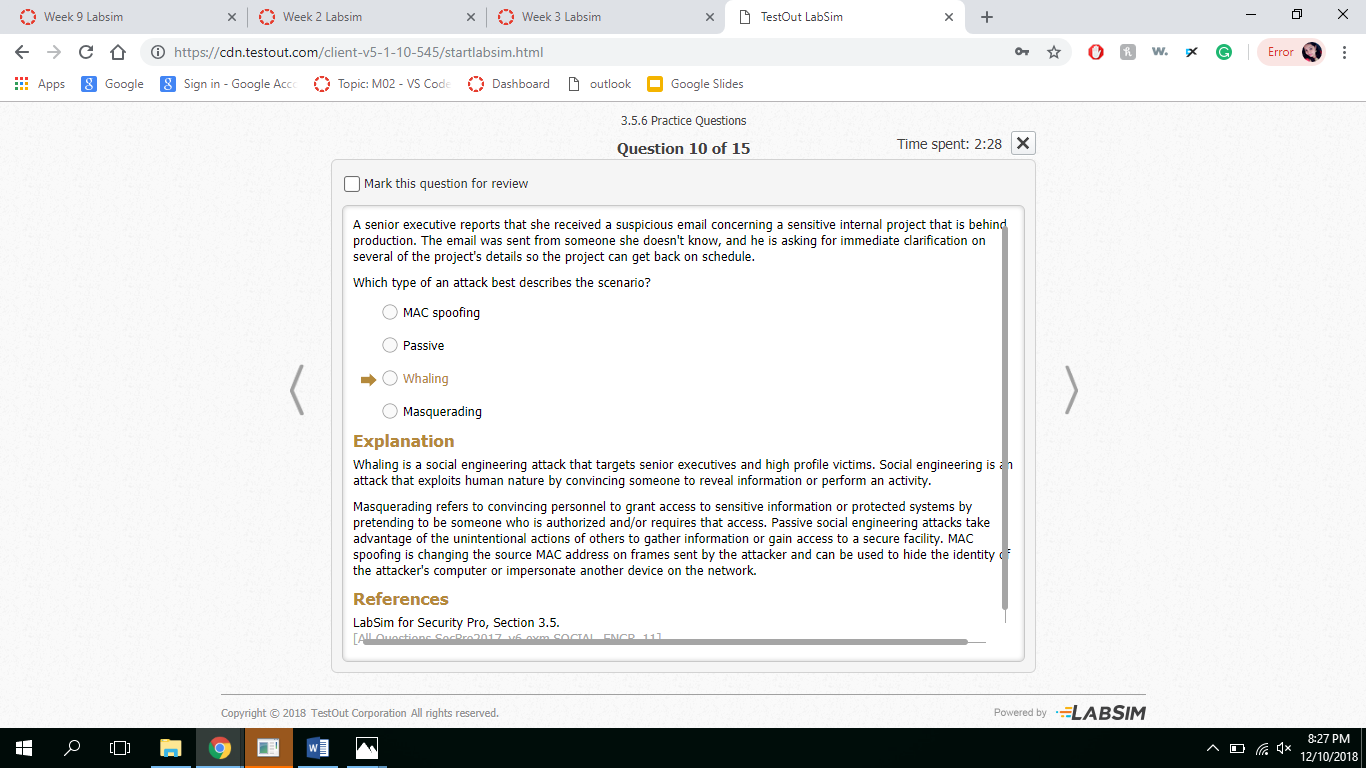 Week 9 Labsim
Week 2 Labsim
Week 3 Labsim
TestOut LabSim
https://cdn.testout.com/client-v5-1-10-545/startlabsim.html
Error
Apps
Google
Sign in - Google Acco
Topic: M02 - VS Code
Dashboard
outlook
Google Slides
3.5.6 Practice Questions
Question 10 of 15
Time spent: 2:28
Mark this question for review
A senior executive reports that she received a suspicious email concerning a sensitive internal project that is behind
production. The email was sent from someone she doesn't know, and he is asking for immediate clarification on
several of the project's details so the project can get back on schedule.
Which type of an attack best describes the scenario?
MAC spoofing
Passive
Whaling
Masquerading
Explanation
Whaling is a social engineering attack that targets senior executives and high profile victims. Social engineering is an
attack that exploits human nature by convincing someone to reveal information or perform an activity.
Masquerading refers to convincing personnel to grant access to sensitive information or protected systems by
pretending to be someone who is authorized and/or requires that access. Passive social engineering attacks take
advantage of the unintentional actions of others to gather information or gain access to a secure facility. MAC
spoofing is changing the source MAC address on frames sent by the attacker and can be used to hide the identity of
the attacker's computer or impersonate another device on the network.
References
LabSim for Security Pro, Section 3.5.
[All Questions SecPro2017_v6.exm SOCIAL_ENGR_11]
Copyright © 2018 TestOut Corporation All rights reserved.
Powered by LABSIM
8:27 PM
12/10/2018